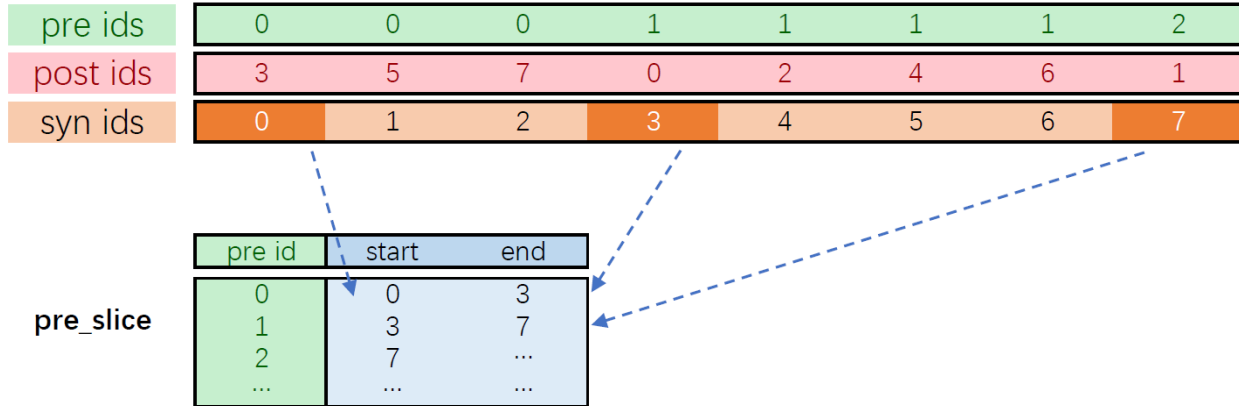 pre ids 0 0 0 1 1 1 1 2
post ids 3 5 7 0 2 4 6 1
syn ids 0 1 2 3 4 5 6 7
pre id start end
0 0 3
1 3 7
pre_slice
2 7 ...
... ... ...